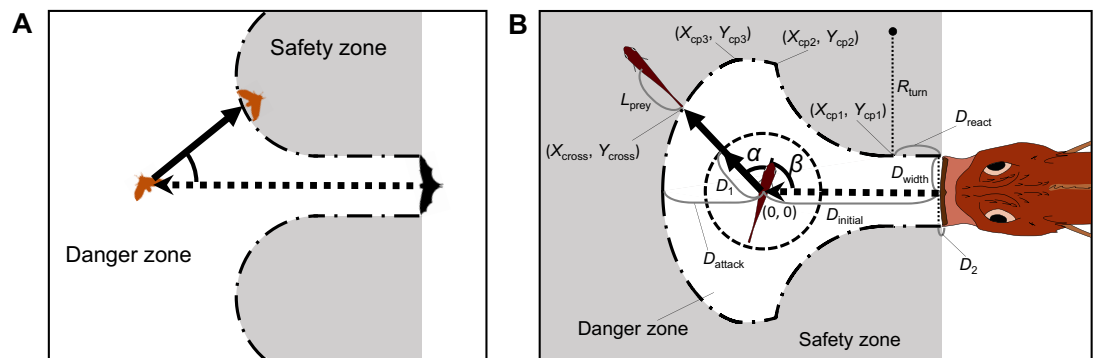 A
Safety zone
Danger zone
B
(Xcp3, Ycp3)
(Xcp2, Ycp2)
Rturn
Lprey
(Xcp1, Ycp1)
Dreact
(Xcross, Ycross)
α
β
D1
Dwidth
(0, 0)
Dinitial
Dattack
D2
Danger zone
Safety zone